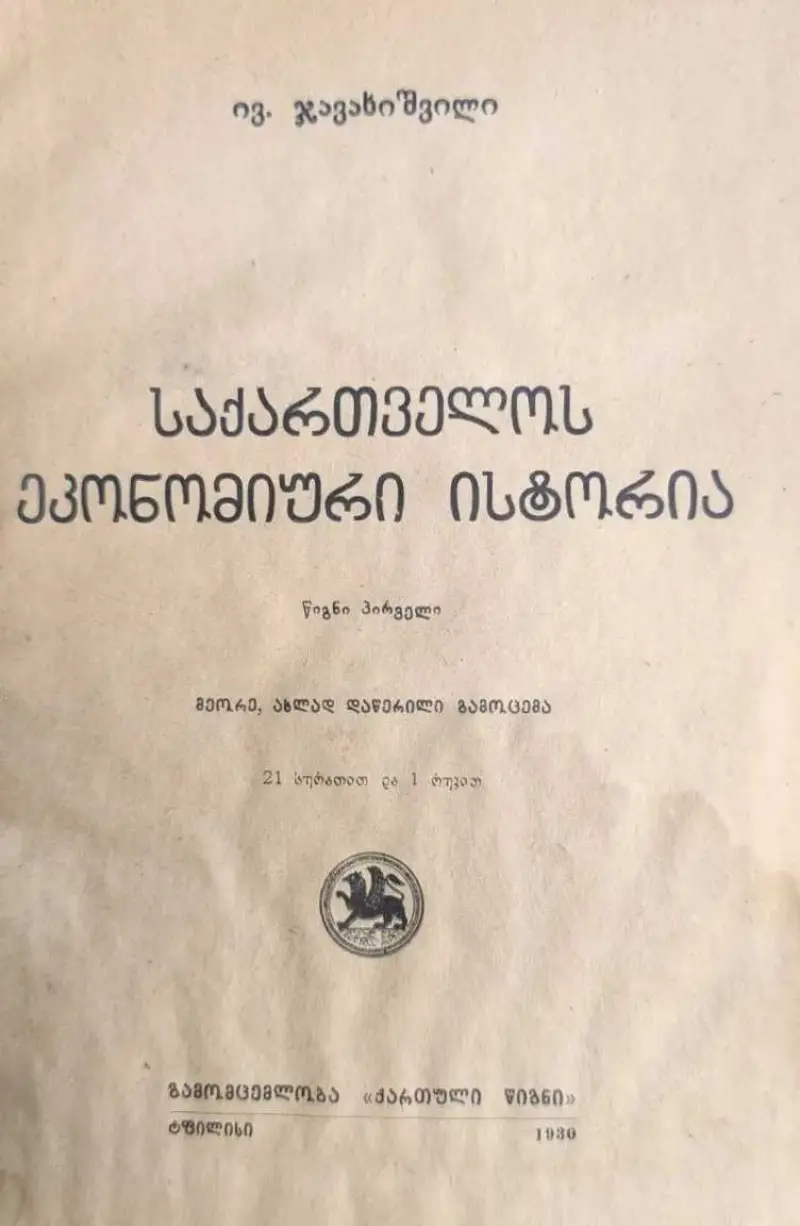 ივ. ჯავახიშვილი
საქართველოს
ეკონომიური ისტორია
წიგნი პირველი
მეორე, ახლად დაწერილი გამოცემა
21 სურათით და 1 რუკით
გამომცემლობა «ქართული წიგნი»
ტფილისი 1930